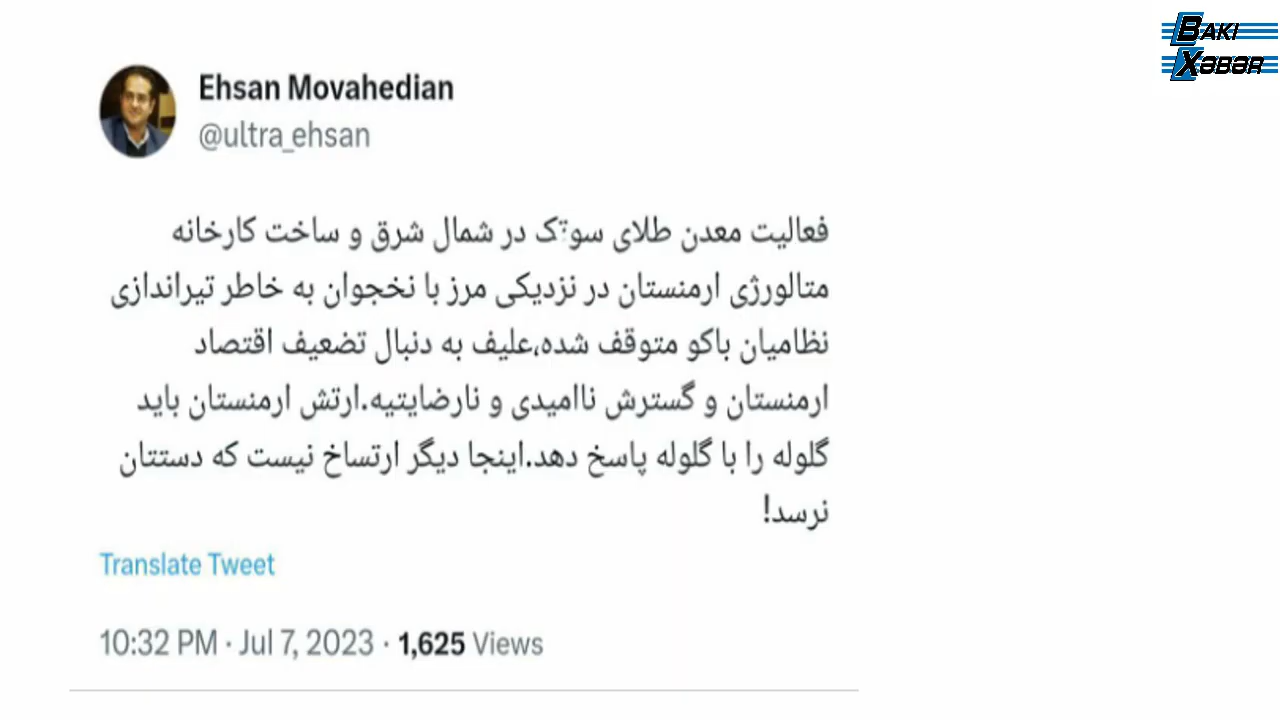 BAKI
XƏBƏR
Ehsan Movahedian
@ultra_ehsan
فعالیت معدن طلای سوتک در شمال شرق و ساخت کارخانه
متالورژی ارمنستان در نزدیکی مرز با نخجوان به خاطر تیراندازی
نظامیان باکو متوقف شده،علیف به دنبال تضعیف اقتصاد
ارمنستان و گسترش ناامیدی و نارضایتیه.ارتش ارمنستان باید
گلوله را با گلوله پاسخ دهد.اینجا دیگر ارتساخ نیست که دستتان
نرسد!
Translate Tweet
10:32 PM · Jul 7, 2023 · 1,625 Views